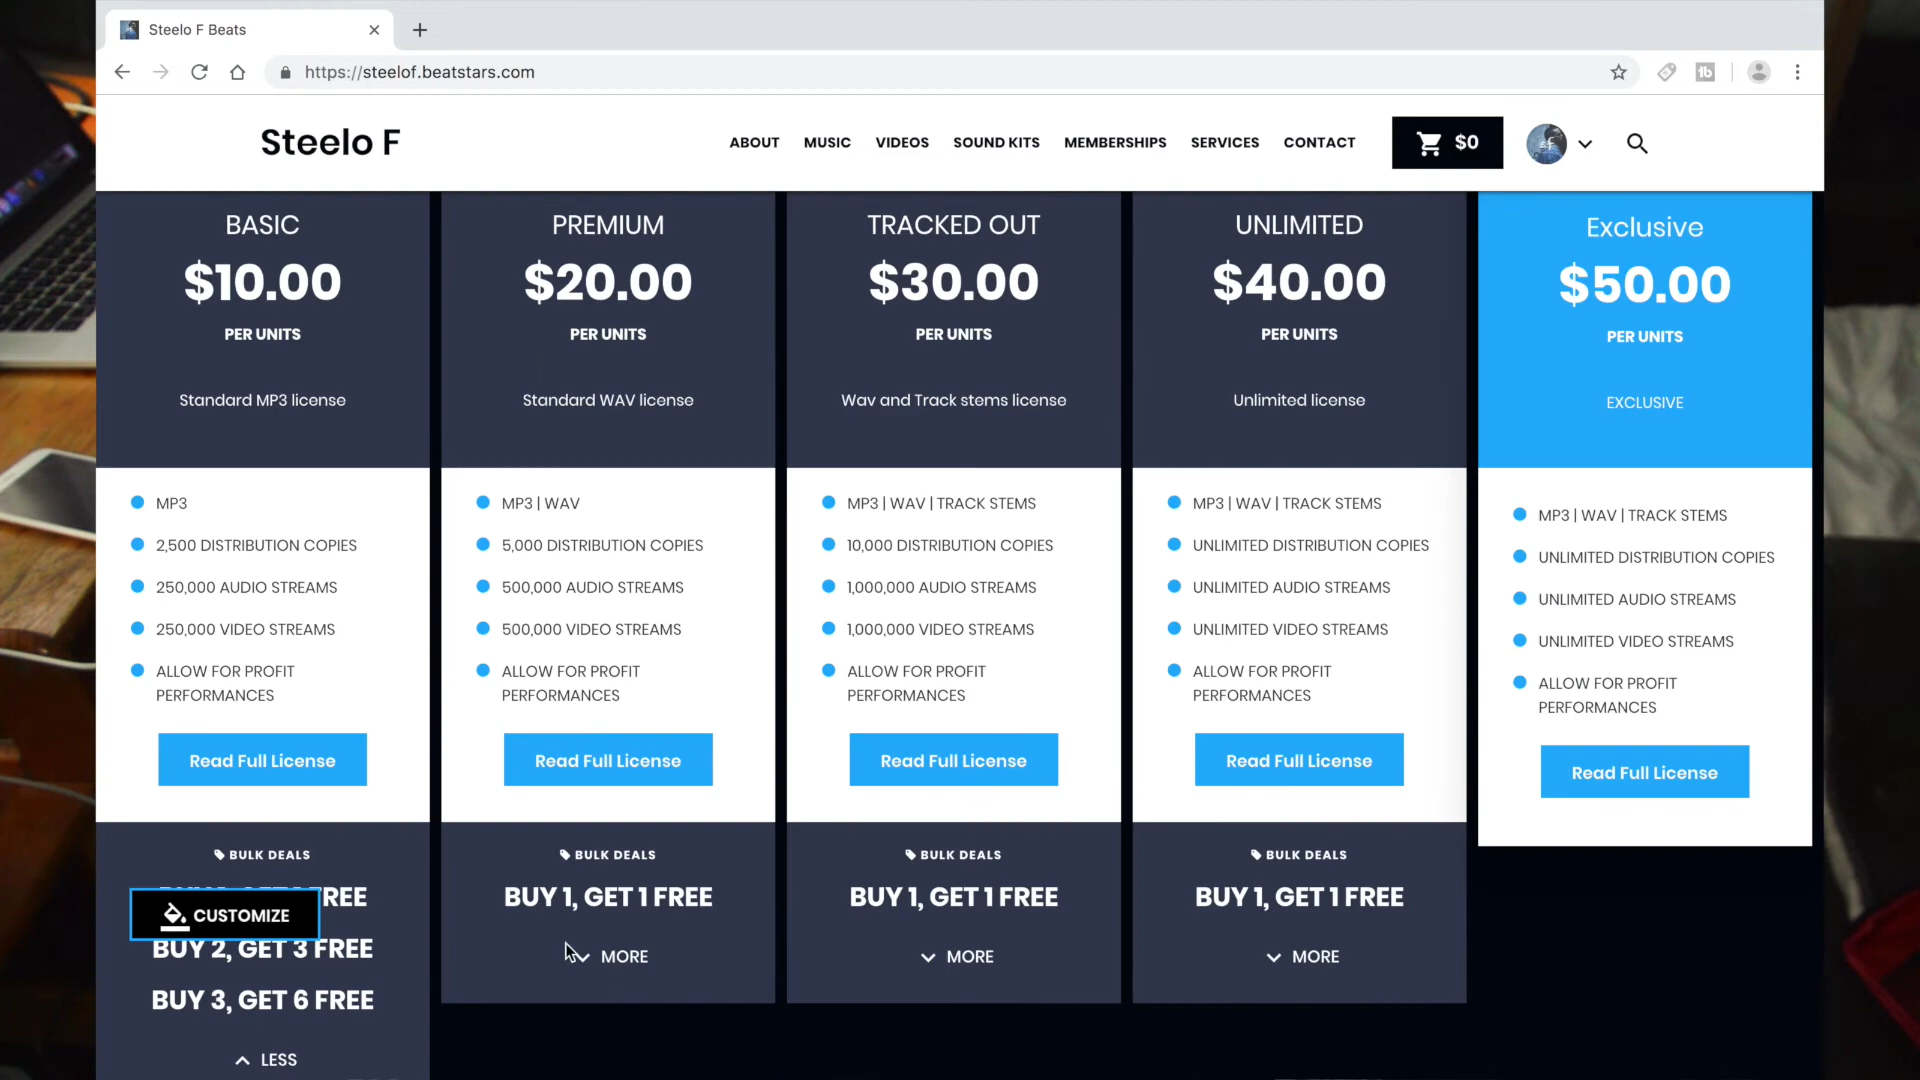 Steelo F Beats
https://steelof.beatstars.com
Steelo F
ABOUT MUSIC VIDEOS SOUND KITS MEMBERSHIPS SERVICES CONTACT $0
BASIC
$10.00
PER UNITS
Standard MP3 license
MP3
2,500 DISTRIBUTION COPIES
250,000 AUDIO STREAMS
250,000 VIDEO STREAMS
ALLOW FOR PROFIT
PERFORMANCES
Read Full License
BULK DEALS
FREE
CUSTOMIZE
BUY 2, GET 3 FREE
BUY 3, GET 6 FREE
LESS
PREMIUM
$20.00
PER UNITS
Standard WAV license
MP3 | WAV
5,000 DISTRIBUTION COPIES
500,000 AUDIO STREAMS
500,000 VIDEO STREAMS
ALLOW FOR PROFIT
PERFORMANCES
Read Full License
BULK DEALS
BUY 1, GET 1 FREE
MORE
TRACKED OUT
$30.00
PER UNITS
Wav and Track stems license
MP3 | WAV | TRACK STEMS
10,000 DISTRIBUTION COPIES
1,000,000 AUDIO STREAMS
1,000,000 VIDEO STREAMS
ALLOW FOR PROFIT
PERFORMANCES
Read Full License
BULK DEALS
BUY 1, GET 1 FREE
MORE
UNLIMITED
$40.00
PER UNITS
Unlimited license
MP3 | WAV | TRACK STEMS
UNLIMITED DISTRIBUTION COPIES
UNLIMITED AUDIO STREAMS
UNLIMITED VIDEO STREAMS
ALLOW FOR PROFIT
PERFORMANCES
Read Full License
BULK DEALS
BUY 1, GET 1 FREE
MORE
Exclusive
$50.00
PER UNITS
EXCLUSIVE
MP3 | WAV | TRACK STEMS
UNLIMITED DISTRIBUTION COPIES
UNLIMITED AUDIO STREAMS
UNLIMITED VIDEO STREAMS
ALLOW FOR PROFIT
PERFORMANCES
Read Full License